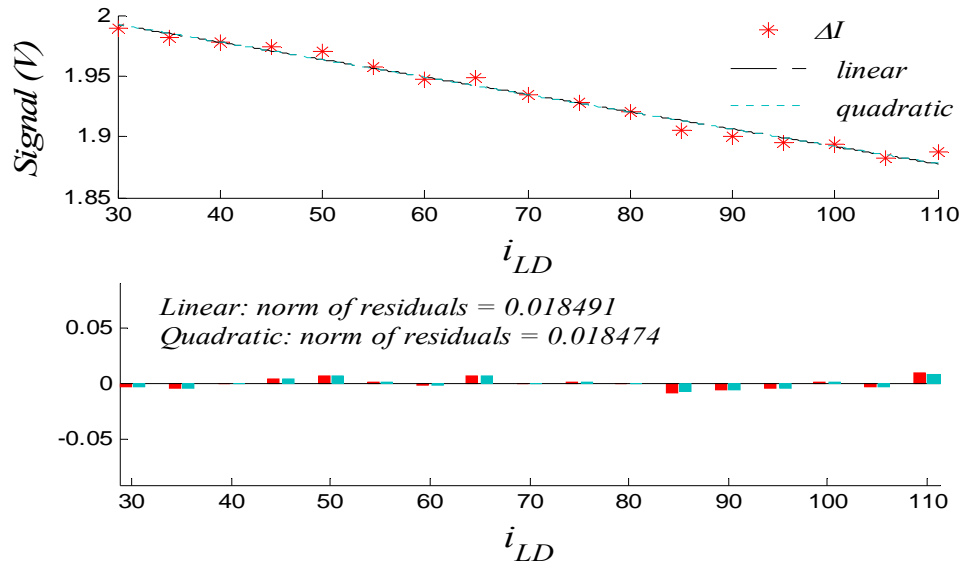 2
1.95
1.9
1.85
Signal (V)
ΔI
linear
quadratic
30 40 50 60 70 80 90 100 110
i_LD
Linear: norm of residuals = 0.018491
Quadratic: norm of residuals = 0.018474
0.05
0
-0.05
30 40 50 60 70 80 90 100 110
i_LD